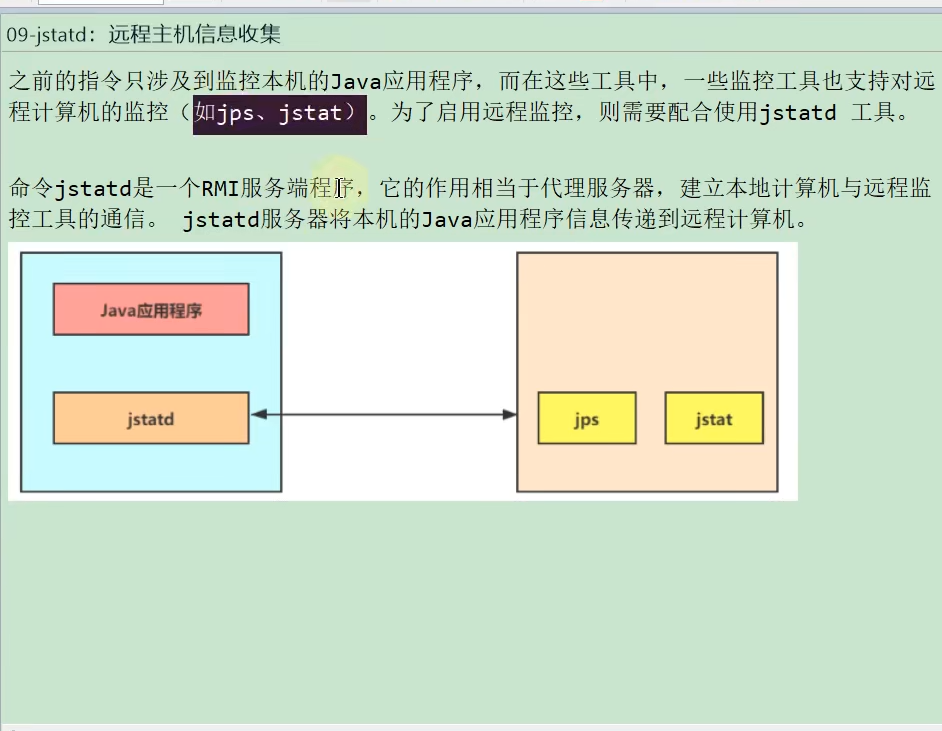 09-jstatd：远程主机信息收集
之前的指令只涉及到监控本机的Java应用程序，而在这些工具中，一些监控工具也支持对远
程计算机的监控（如jps、jstat）。为了启用远程监控，则需要配合使用jstatd 工具。
命令jstatd是一个RMI服务端程序，它的作用相当于代理服务器，建立本地计算机与远程监
控工具的通信。 jstatd服务器将本机的Java应用程序信息传递到远程计算机。
Java应用程序
jstatd
jps
jstat